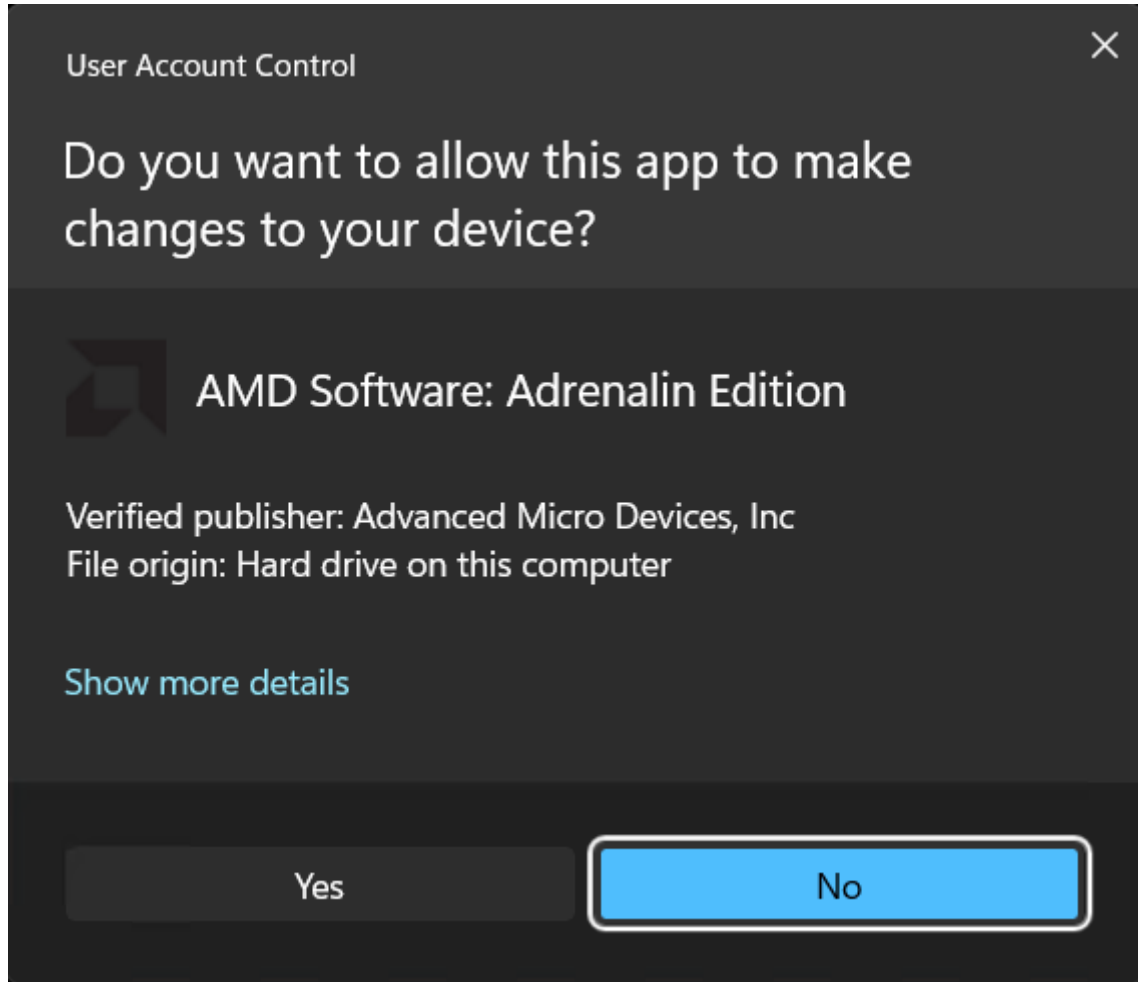 User Account Control
Do you want to allow this app to make
changes to your device?
AMD Software: Adrenalin Edition
Verified publisher: Advanced Micro Devices, Inc
File origin: Hard drive on this computer
Show more details
Yes
No